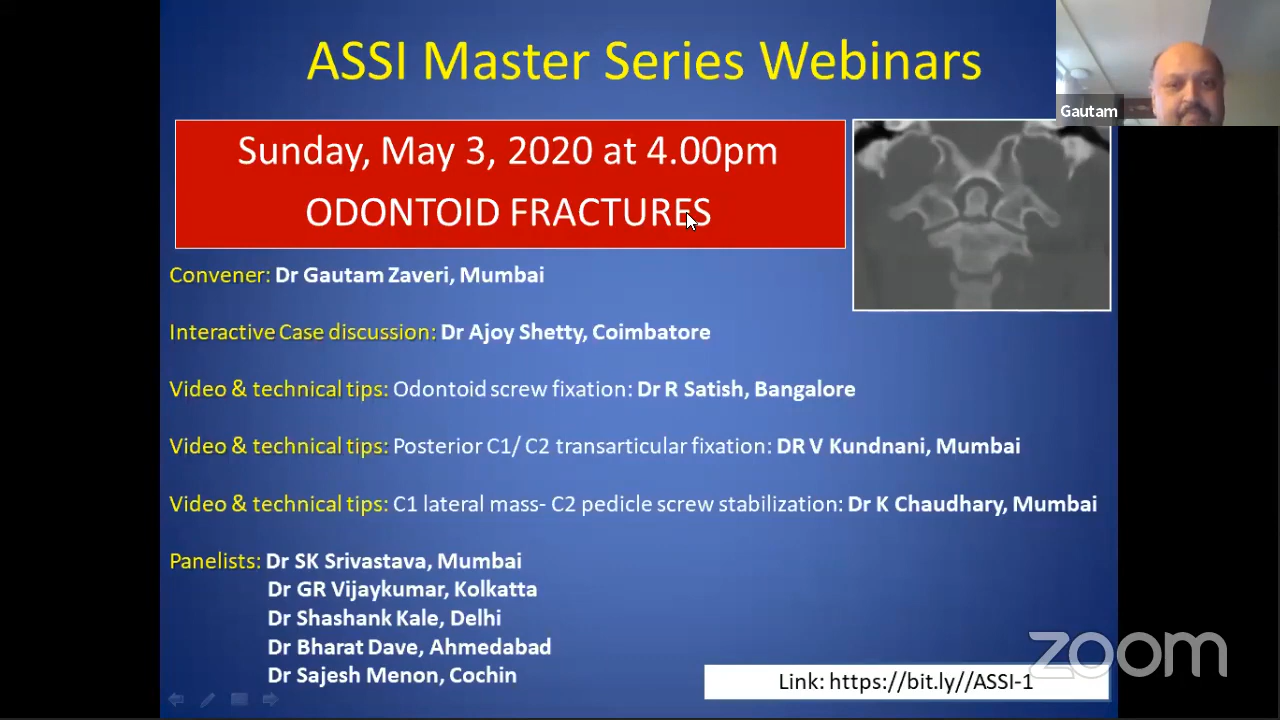 ASSI Master Series Webinars
Gautam
Sunday, May 3, 2020 at 4.00pm
ODONTOID FRACTURES
Convener: Dr Gautam Zaveri, Mumbai
Interactive Case discussion: Dr Ajoy Shetty, Coimbatore
Video & technical tips: Odontoid screw fixation: Dr R Satish, Bangalore
Video & technical tips: Posterior C1/ C2 transarticular fixation: DR V Kundnani, Mumbai
Video & technical tips: C1 lateral mass- C2 pedicle screw stabilization: Dr K Chaudhary, Mumbai
Panelists: Dr SK Srivastava, Mumbai
Dr GR Vijaykumar, Kolkatta
Dr Shashank Kale, Delhi
Dr Bharat Dave, Ahmedabad
Dr Sajesh Menon, Cochin
Link: https://bit.ly//ASSI-1
zoom